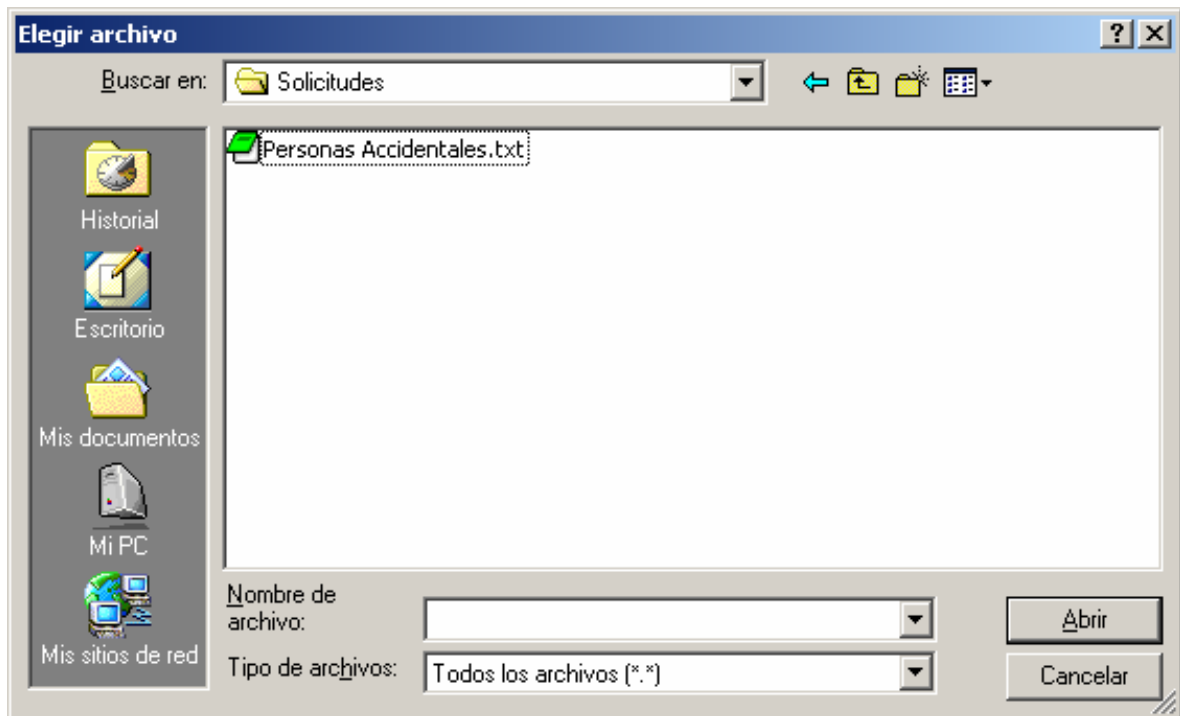 Elegir archivo
Buscar en: Solicitudes
Personas Accidentales.txt
Historial
Escritorio
Mis documentos
Mi PC
Mis sitios de red
Nombre de
archivo:
Abrir
Tipo de archivos: Todos los archivos (*.*)
Cancelar